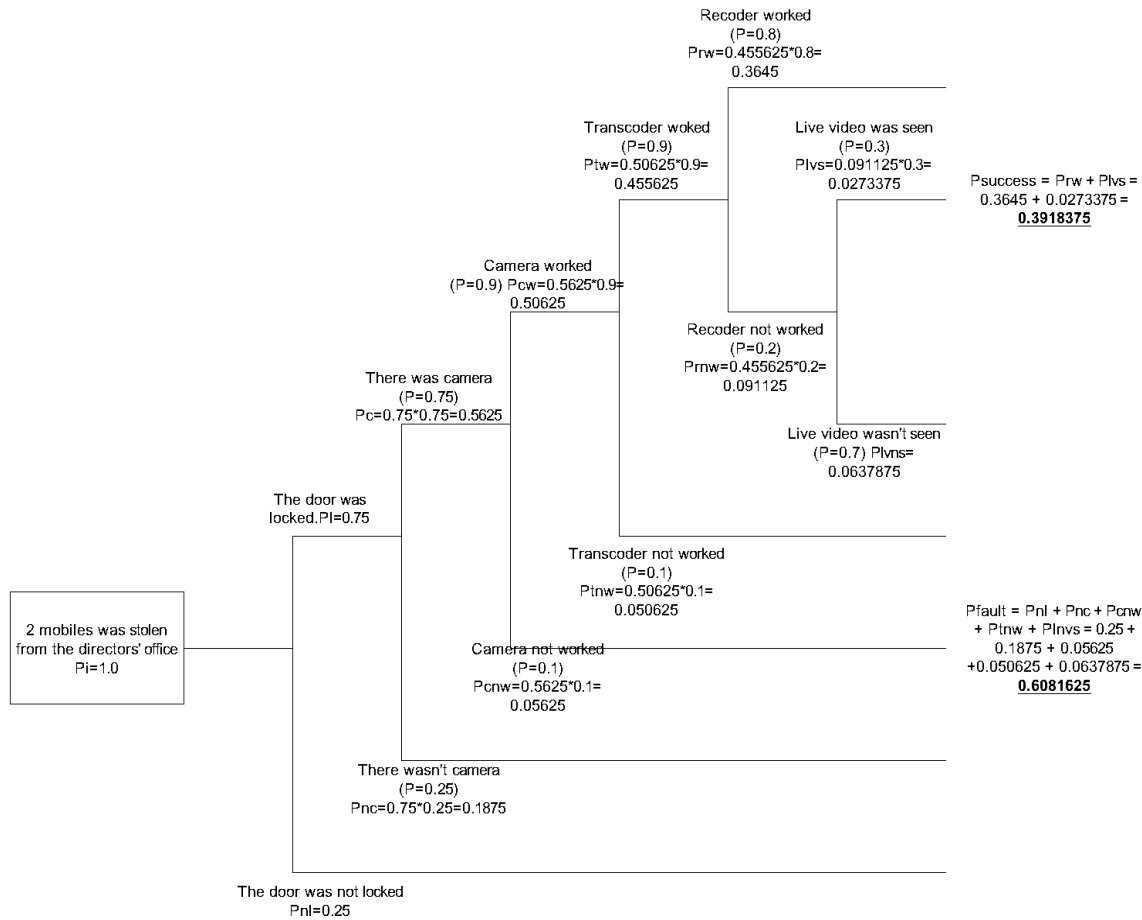 Recoder worked
(P=0.8)
Prw=0.455625*0.8=
0.3645
Transcoder woked
(P=0.9)
Ptw=0.50625*0.9=
0.455625
Live video was seen
(P=0.3)
Plvs=0.091125*0.3=
0.0273375
Psuccess = Prw + Plvs =
0.3645 + 0.0273375 =
0.3918375
Camera worked
(P=0.9) Pcw=0.5625*0.9=
0.50625
Recoder not worked
(P=0.2)
Prnw=0.455625*0.2=
0.091125
There was camera
(P=0.75)
Pc=0.75*0.75=0.5625
Live video wasn't seen
(P=0.7) Plvns=
0.0637875
The door was
locked.Pl=0.75
Transcoder not worked
(P=0.1)
Ptnw=0.50625*0.1=
0.050625
2 mobiles was stolen
from the directors' office
Pi=1.0
Camera not worked
(P=0.1)
Pcnw=0.5625*0.1=
0.05625
Pfault = Pnl + Pnc + Pcnw
+ Ptnw + Plnvs = 0.25 +
0.1875 + 0.05625
+0.050625 + 0.0637875 =
0.6081625
There wasn't camera
(P=0.25)
Pnc=0.75*0.25=0.1875
The door was not locked
Pnl=0.25